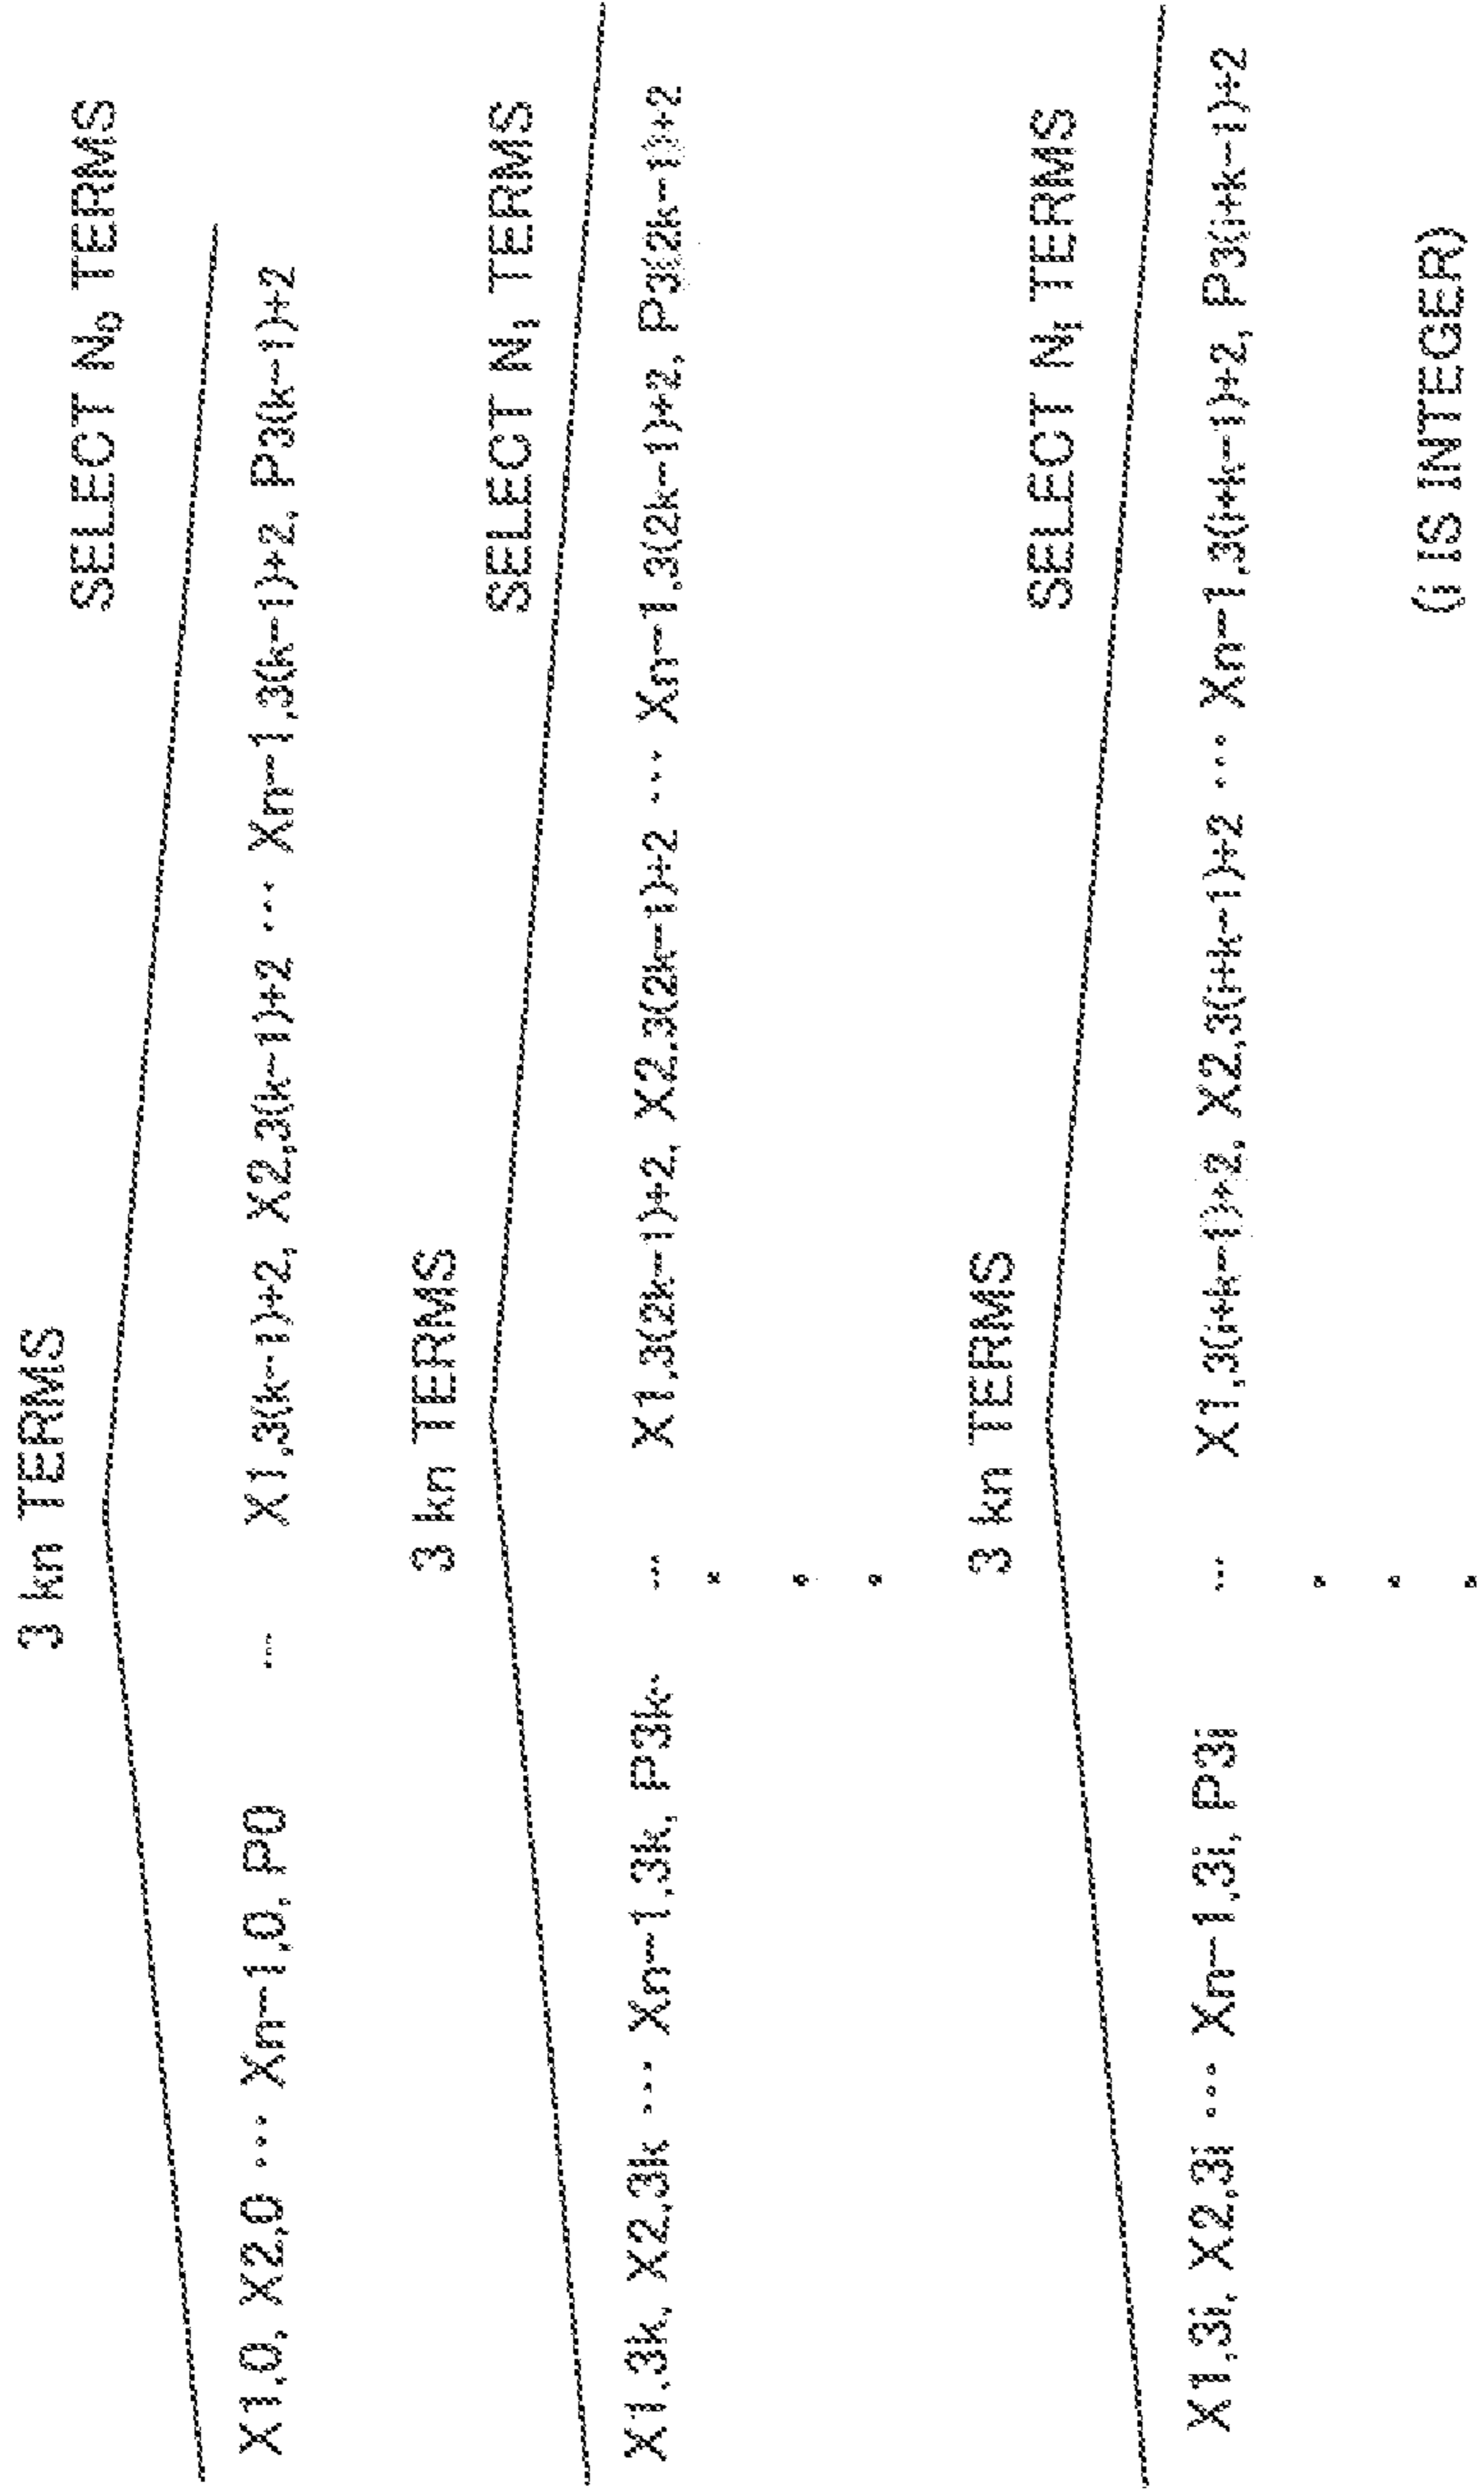 3 kn TERMS
SELECT N₀ TERMS
X1,0, X2,0 ··· Xn-1,0, P0 ··· X1,3(k-1)+2, X2,3(k-1)+2 ··· Xn-1,3(k-1)+2, P3(k-1)+2
3 kn TERMS
SELECT N₁ TERMS
X1,3k, X2,3k ··· Xn-1,3k, P3k ··· X1,3(2k-1)+2, X2,3(2k-1)+2 ··· Xn-1,3(2k-1)+2, P3(2k-1)+2
3 kn TERMS
SELECT Nᵢ TERMS
X1,3i, X2,3i ··· Xn-1,3i, P3i ··· X1,3(i+k-1)+2, X2,3(i+k-1)+2 ··· Xn-1,3(i+k-1)+2, P3(i+k-1)+2
(i IS INTEGER)